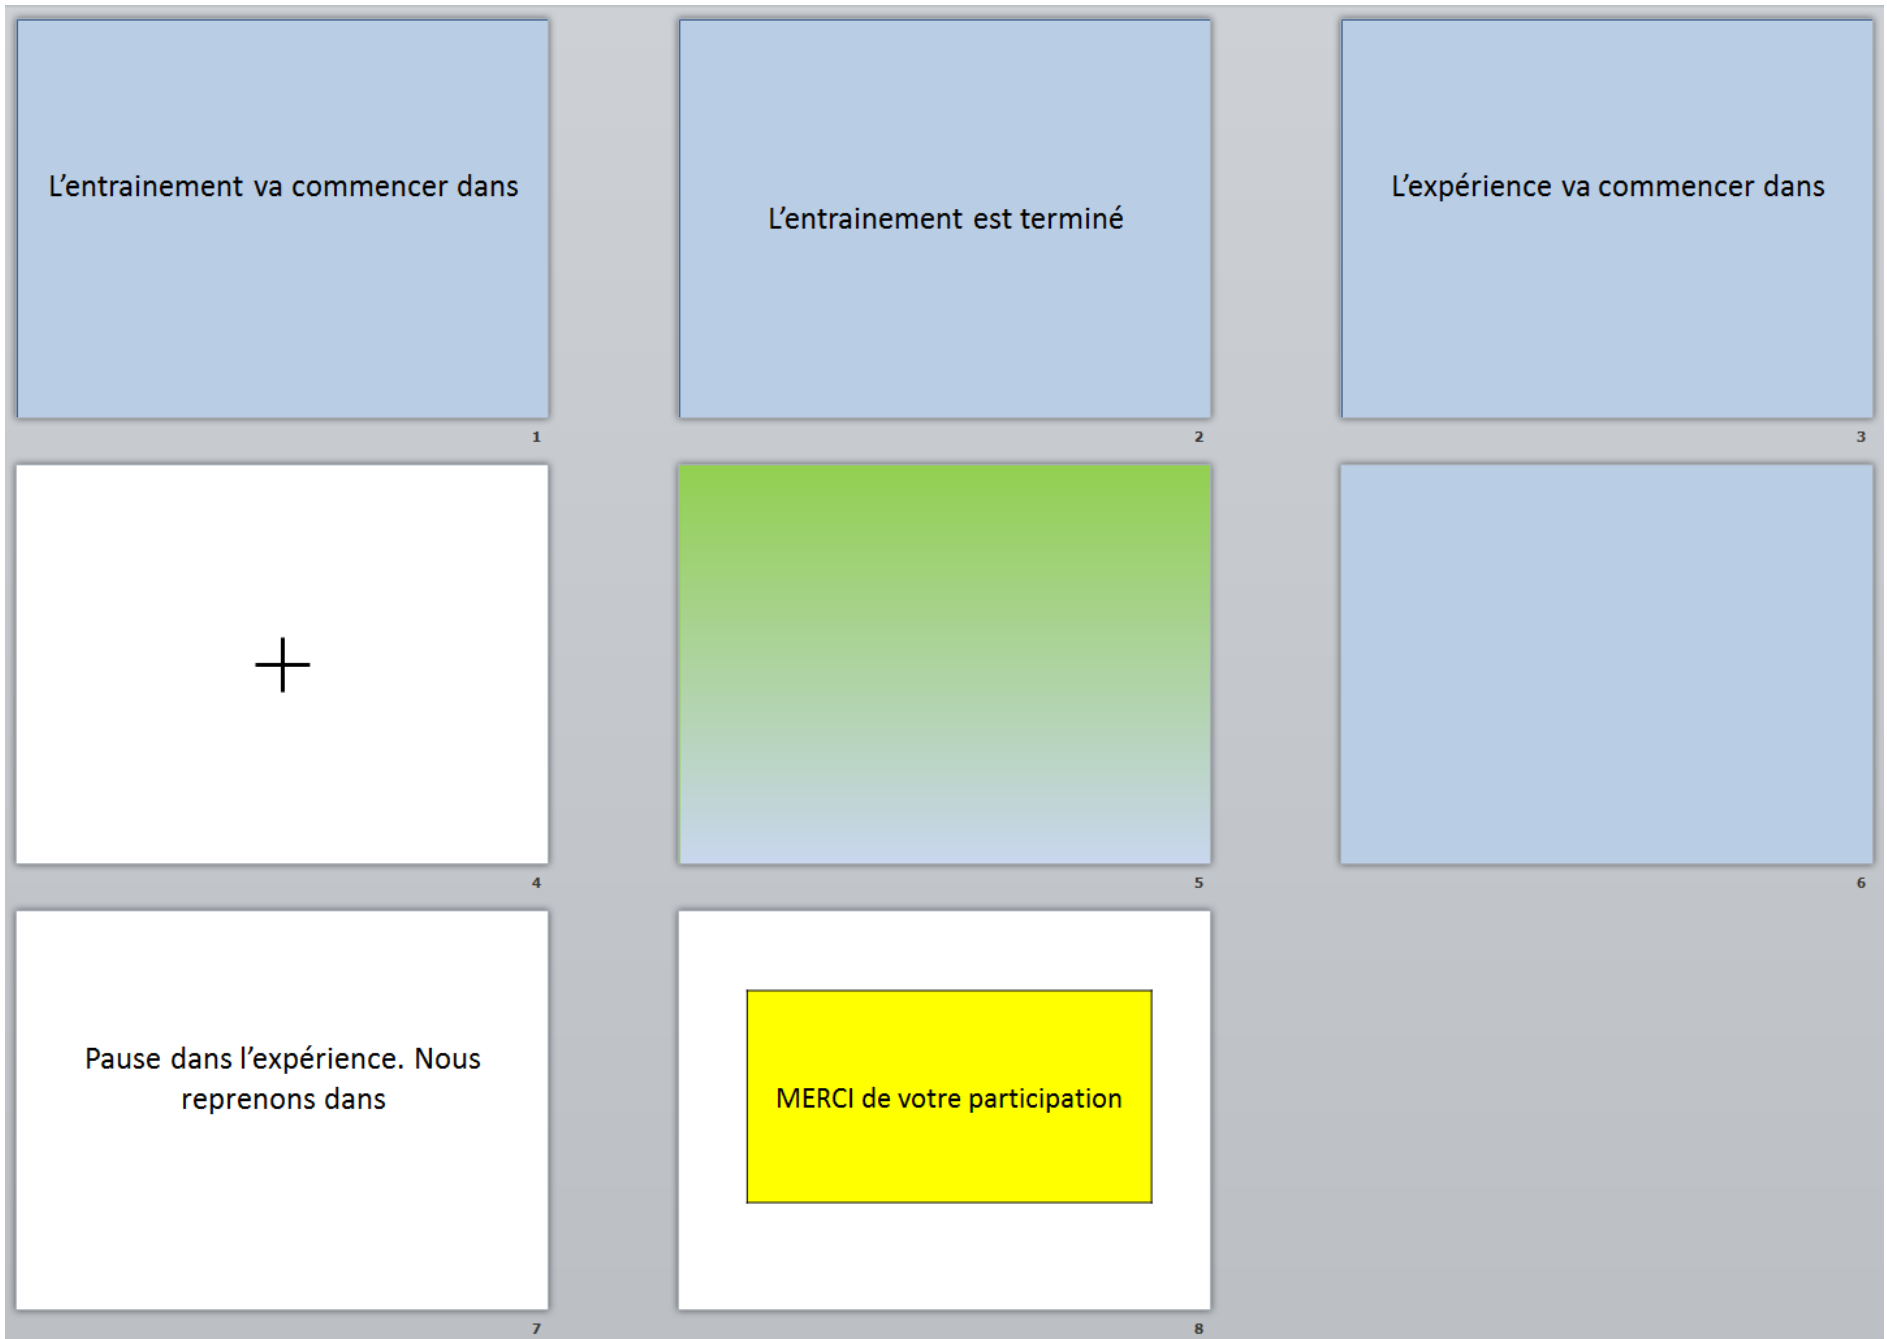 L'entrainement va commencer dans
L'entrainement est terminé
L'expérience va commencer dans
1
2
3
4
5
6
Pause dans l'expérience. Nous
reprenons dans
MERCI de votre participation
7
8